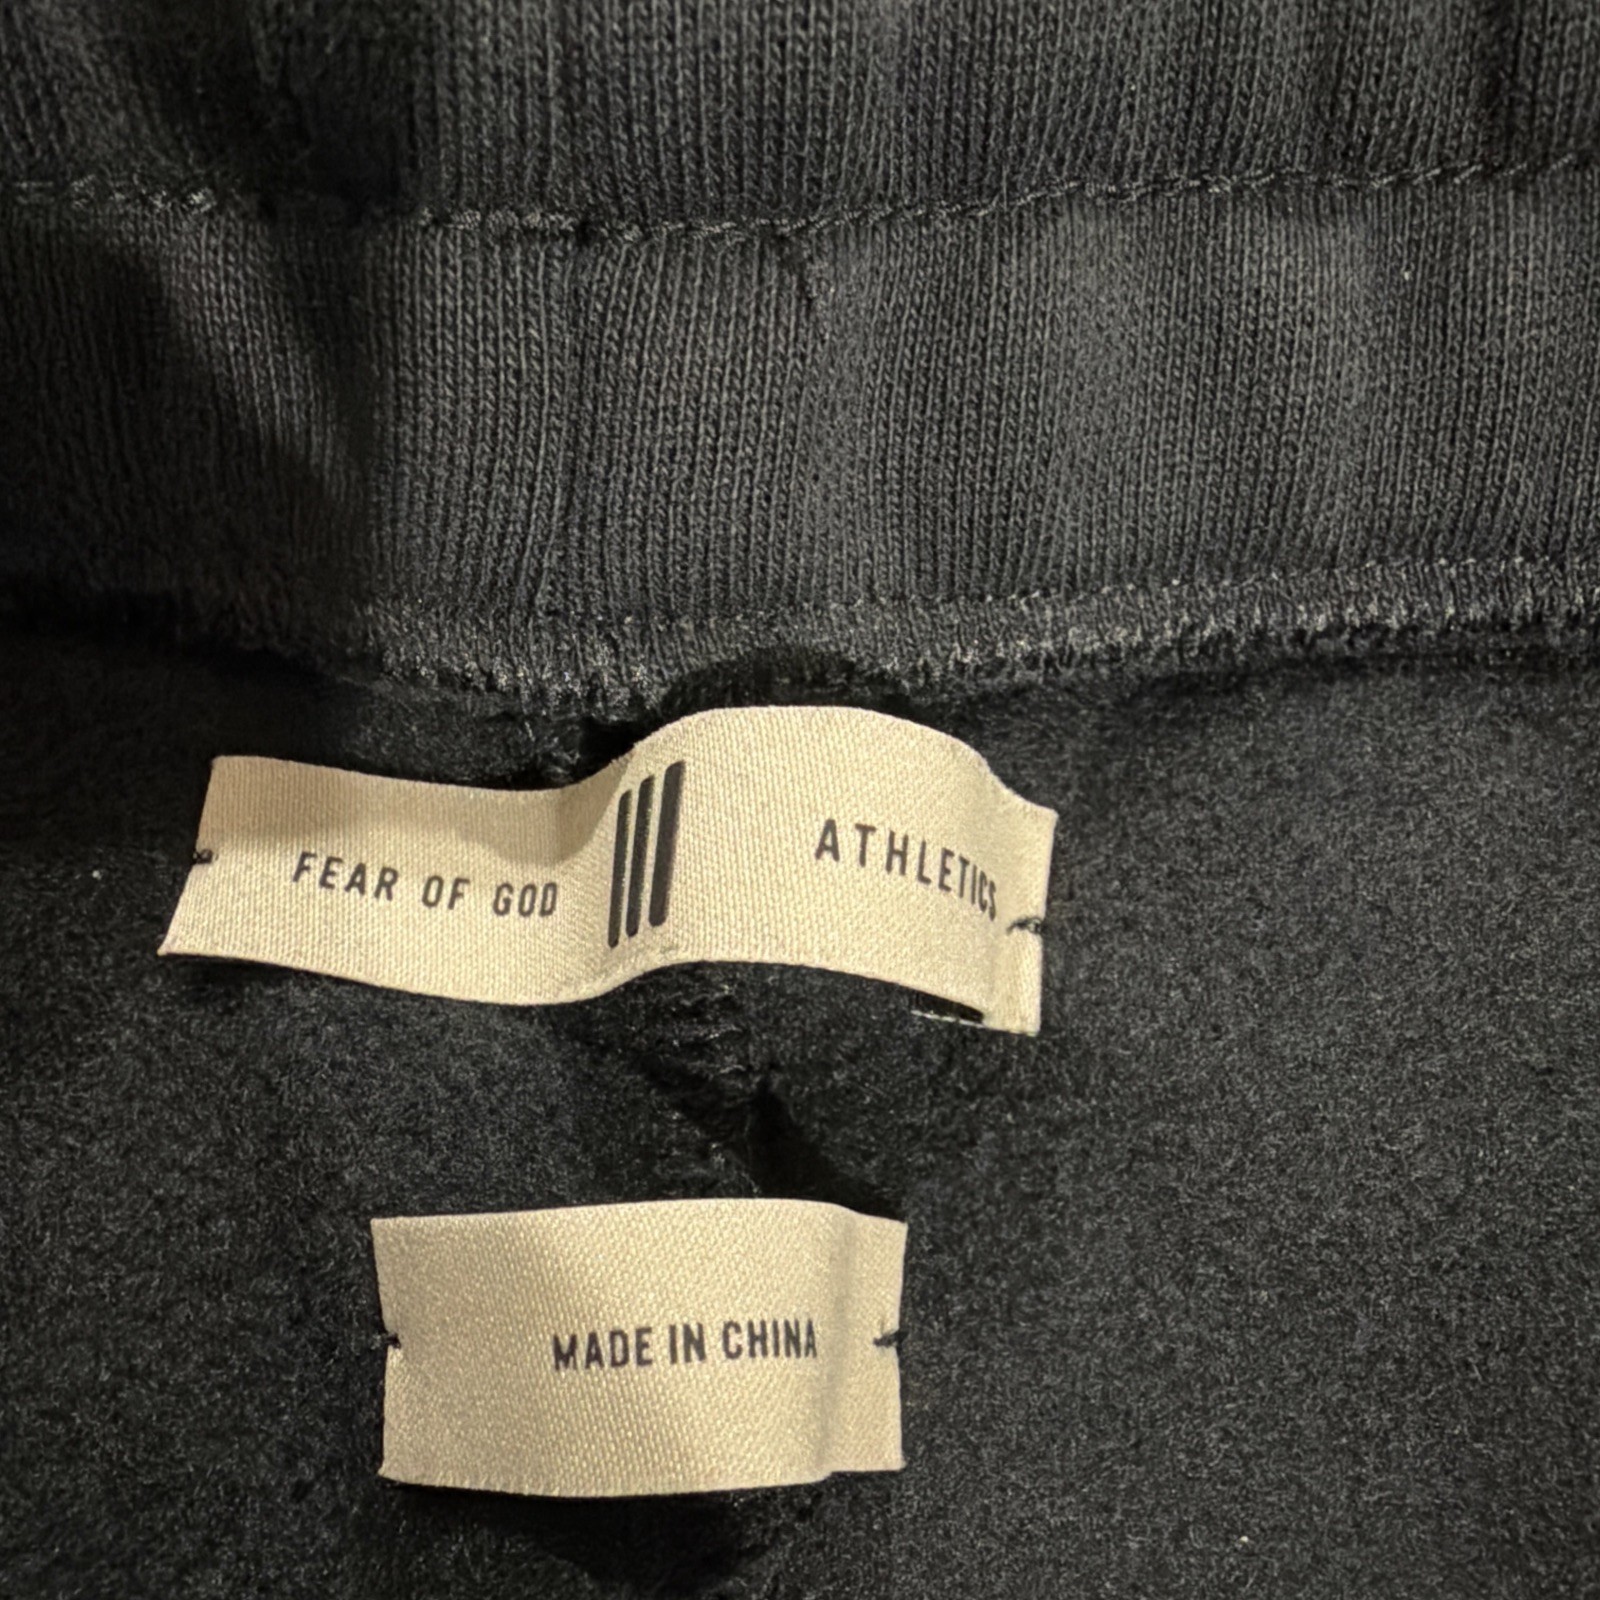 FEAR OF GOD ATHLETICS
MADE IN CHINA